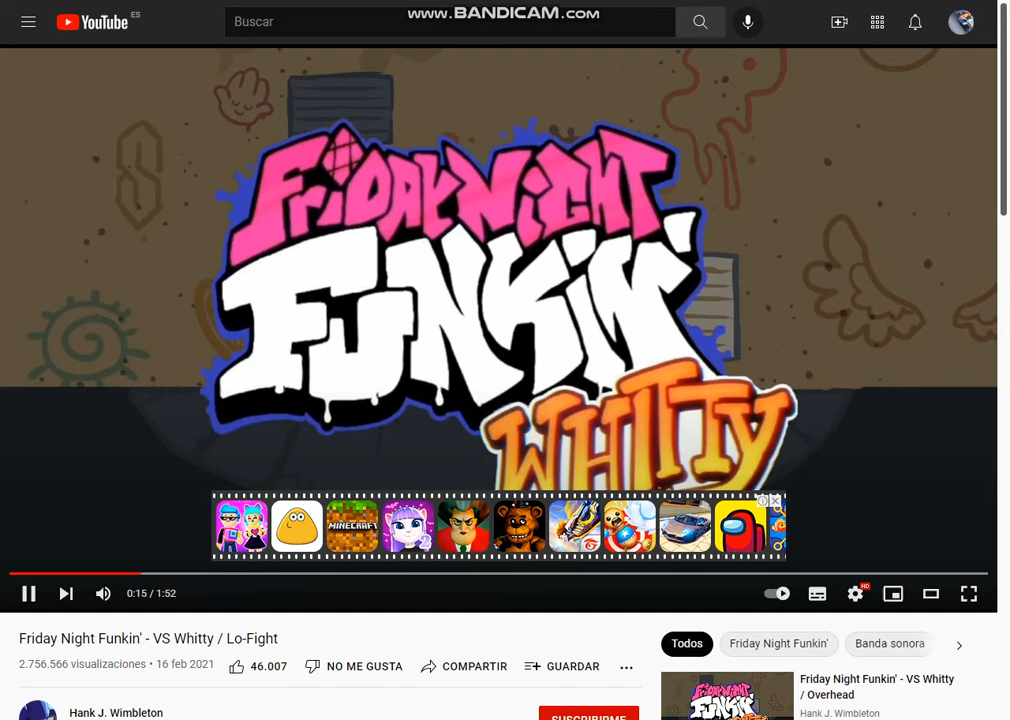 www.BANDICAM.com
YouTube ES
Buscar
FRIDAY NIGHT
FUNKIN'
WHITTY
MINECRAFT
2
0:15 / 1:52
HD
Friday Night Funkin' - VS Whitty / Lo-Fight
2.756.566 visualizaciones • 16 feb 2021
46.007
NO ME GUSTA
COMPARTIR
GUARDAR
Hank J. Wimbleton
SUSCRIBIRME
Todos
Friday Night Funkin'
Banda sonora
Friday Night Funkin' - VS Whitty
/ Overhead
Hank J. Wimbleton